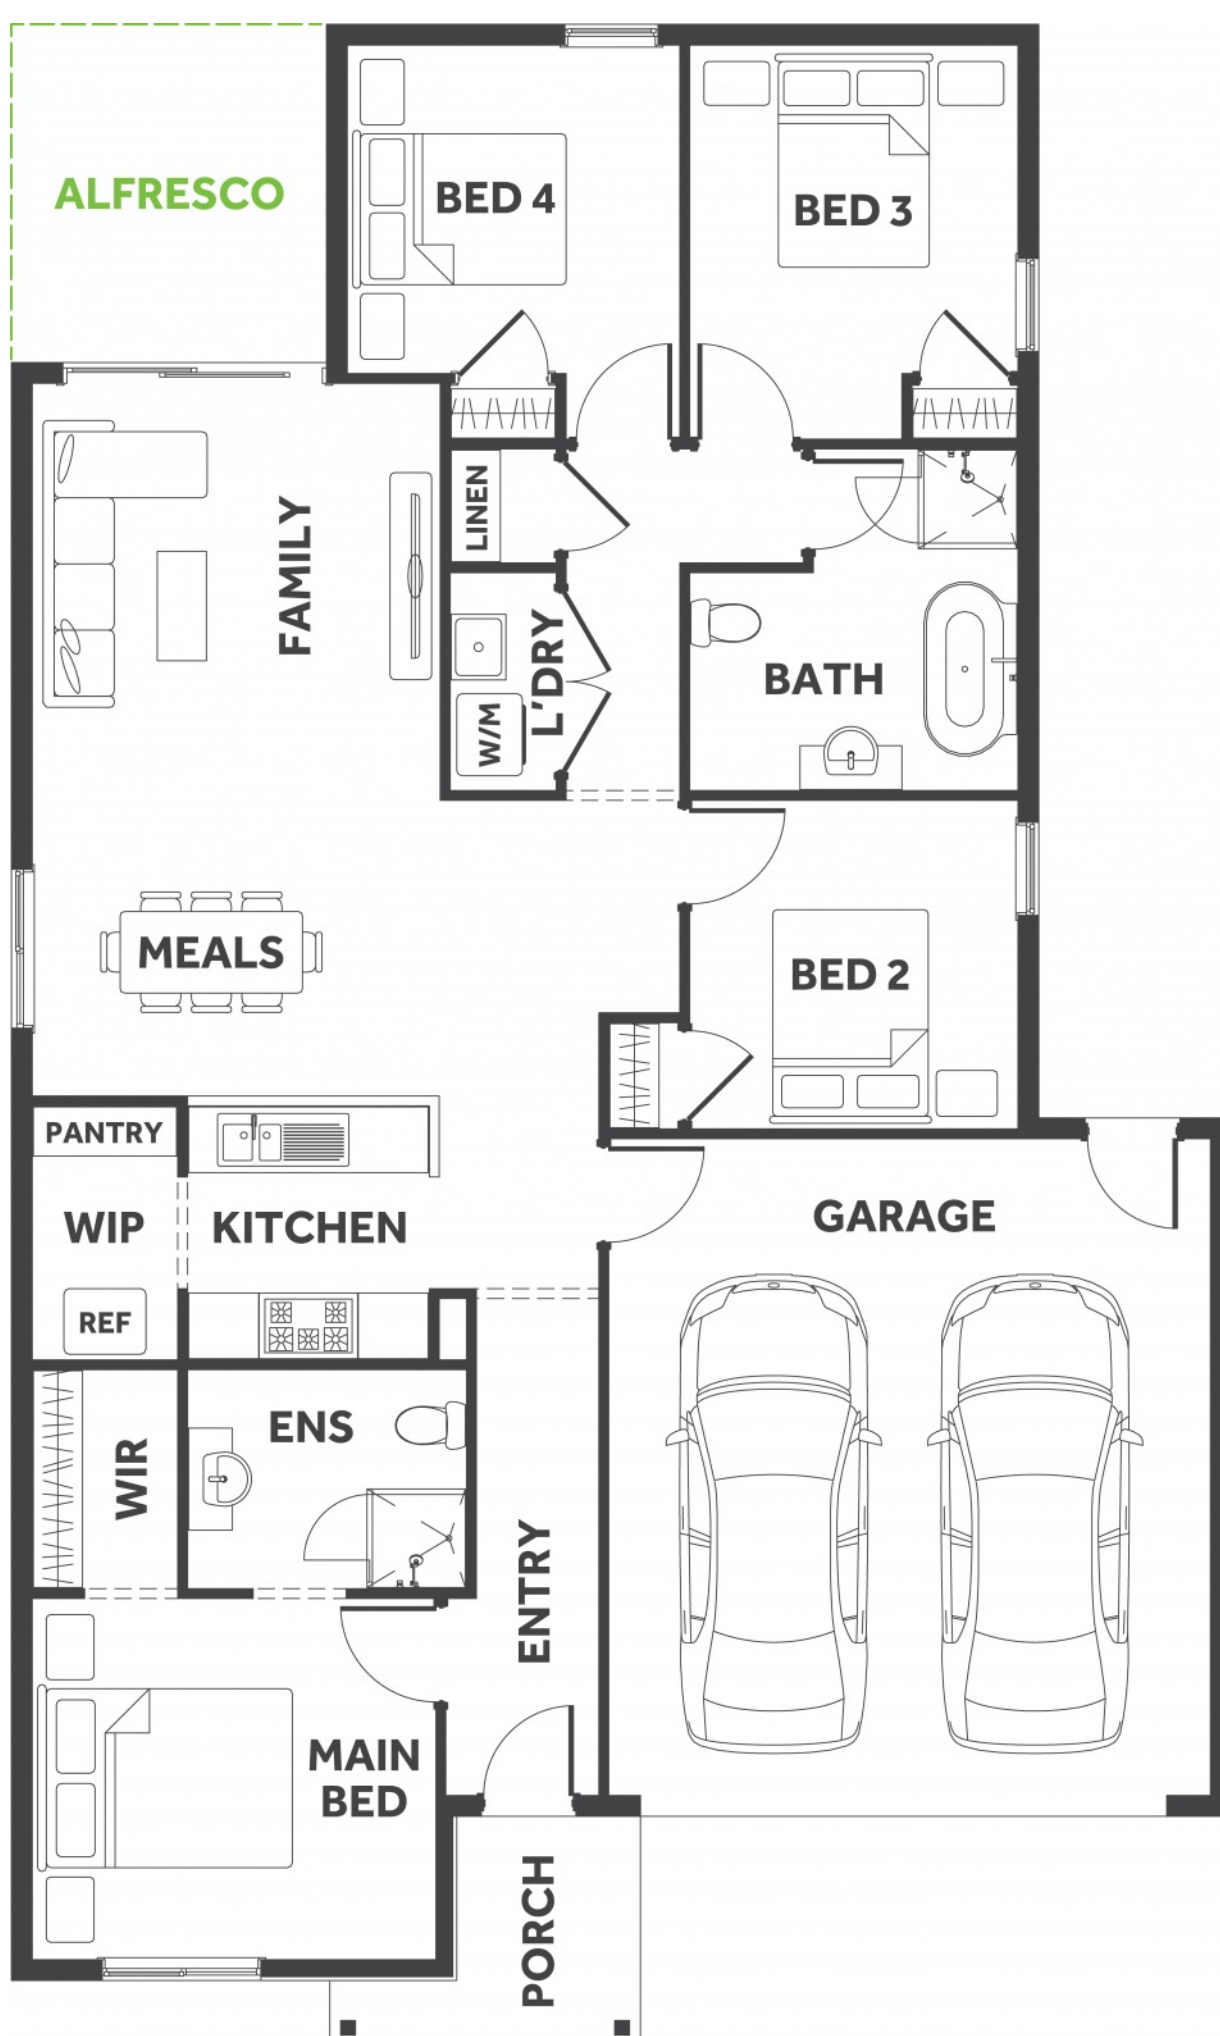 ALFRESCO
BED 4
BED 3
LINEN
FAMILY
L'DRY
W/M
BATH
MEALS
BED 2
PANTRY
WIP
KITCHEN
GARAGE
REF
ENS
WIR
ENTRY
MAIN
BED
PORCH